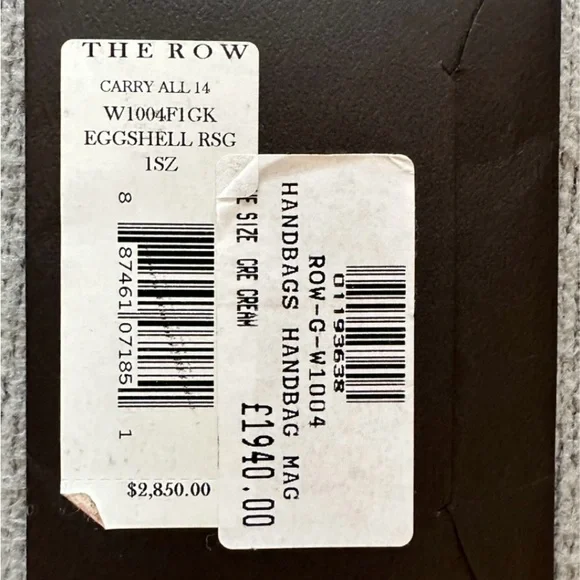 THE ROW
CARRY ALL 14
W1004F1GK
EGGSHELL RSG
1SZ
8 87461 07185 1
$2,850.00
01193638
ROW-G-W1004
HANDBAGS HANDBAG MAG
SIZE CRE CREAM
£1940.00